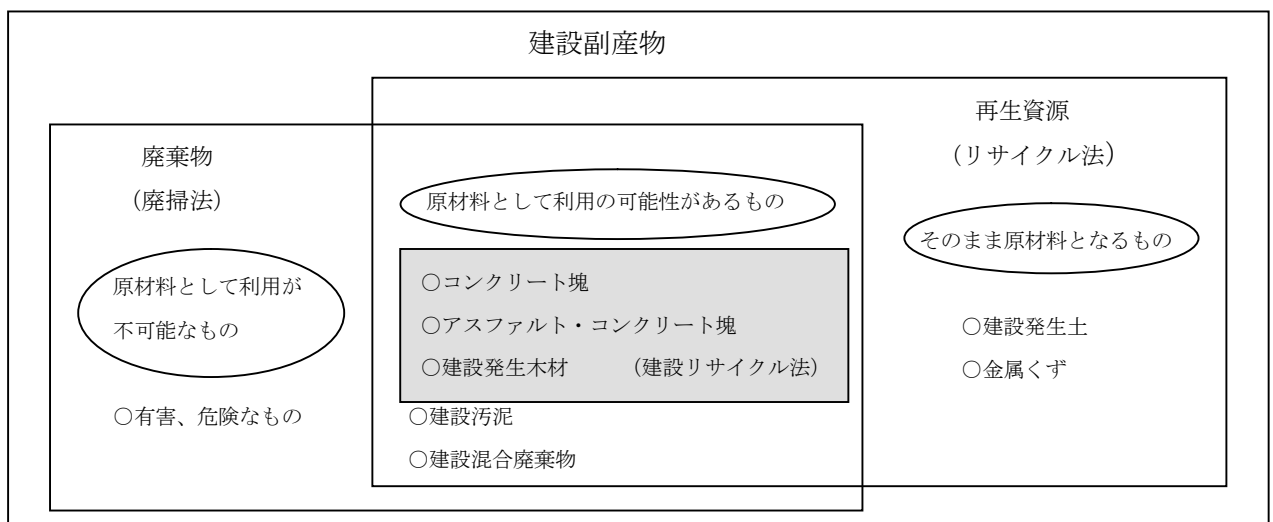 建設副産物
廃棄物
(廃掃法)
原材料として利用が
不可能なもの
○有害、危険なもの
原材料として利用の可能性があるもの
○コンクリート塊
○アスファルト・コンクリート塊
○建設発生木材 (建設リサイクル法)
○建設汚泥
○建設混合廃棄物
再生資源
(リサイクル法)
そのまま原材料となるもの
○建設発生土
○金属くず